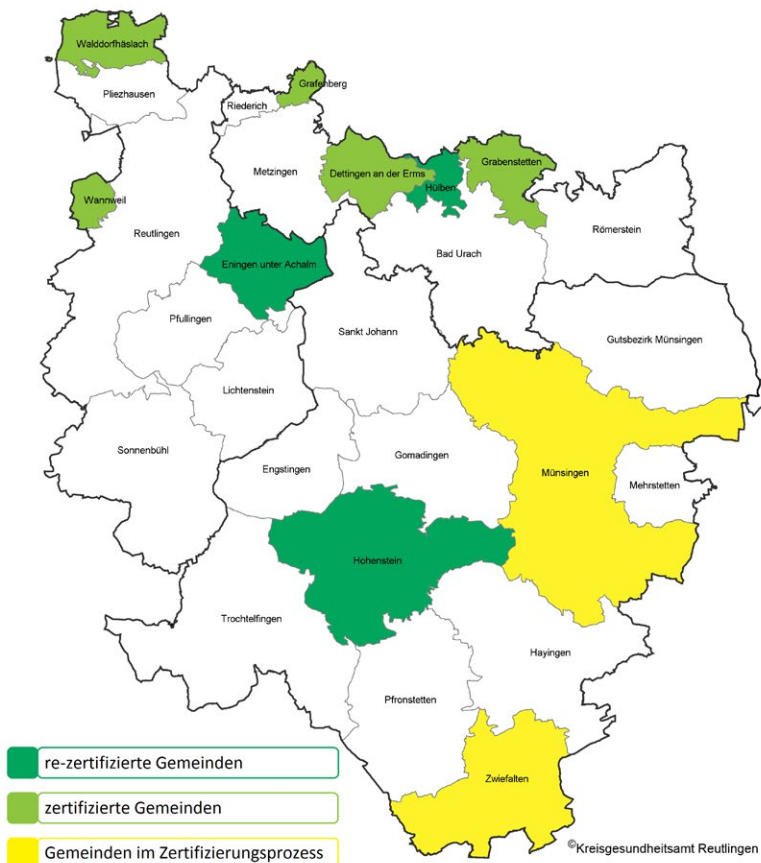 Walddorfhäslach
Pliezhausen
Grafenberg
Riederich
Metzingen
Dettingen an der Erms
Hülben
Grabenstetten
Wannweil
Reutlingen
Römerstein
Bad Urach
Eningen unter Achalm
Pfullingen
Sankt Johann
Gutsbezirk Münsingen
Lichtenstein
Sonnenbühl
Engstingen
Gomadingen
Münsingen
Mehrstetten
Hohenstein
Trochtelfingen
Hayingen
Pfronstetten
Zwiefalten
re-zertifizierte Gemeinden
zertifizierte Gemeinden
Gemeinden im Zertifizierungsprozess
©Kreisgesundheitsamt Reutlingen